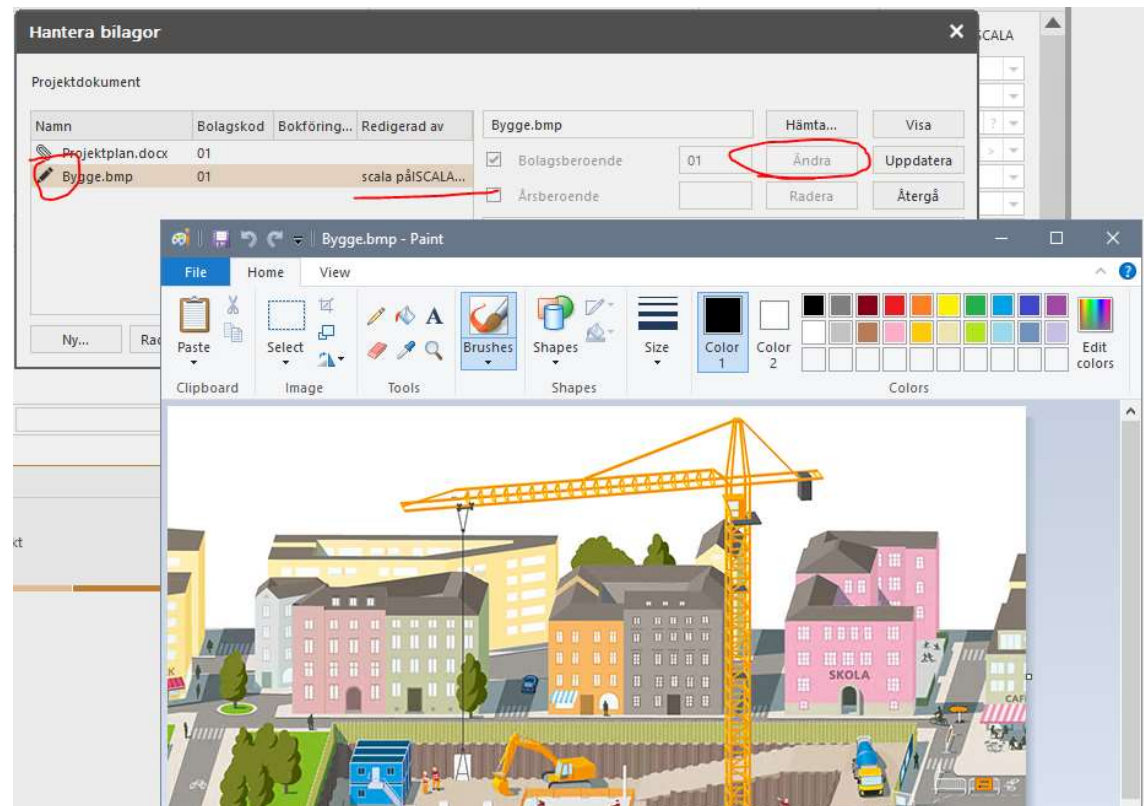 Hantera bilagor
SCALA
Projektdokument
Namn Bolagskod Bokföring... Redigerad av
Projektplan.docx 01
Bygge.bmp 01 scala pålSCALA...
Bygge.bmp Hämta... Visa
Bolagsberoende 01 Ändra Uppdatera
Årsberoende Radera Återgå
Ny...
Bygge.bmp - Paint
File Home View
Paste Select Brushes Shapes Size Color 1 Color 2 Edit colors
Clipboard Image Tools Shapes Colors
SKOLA